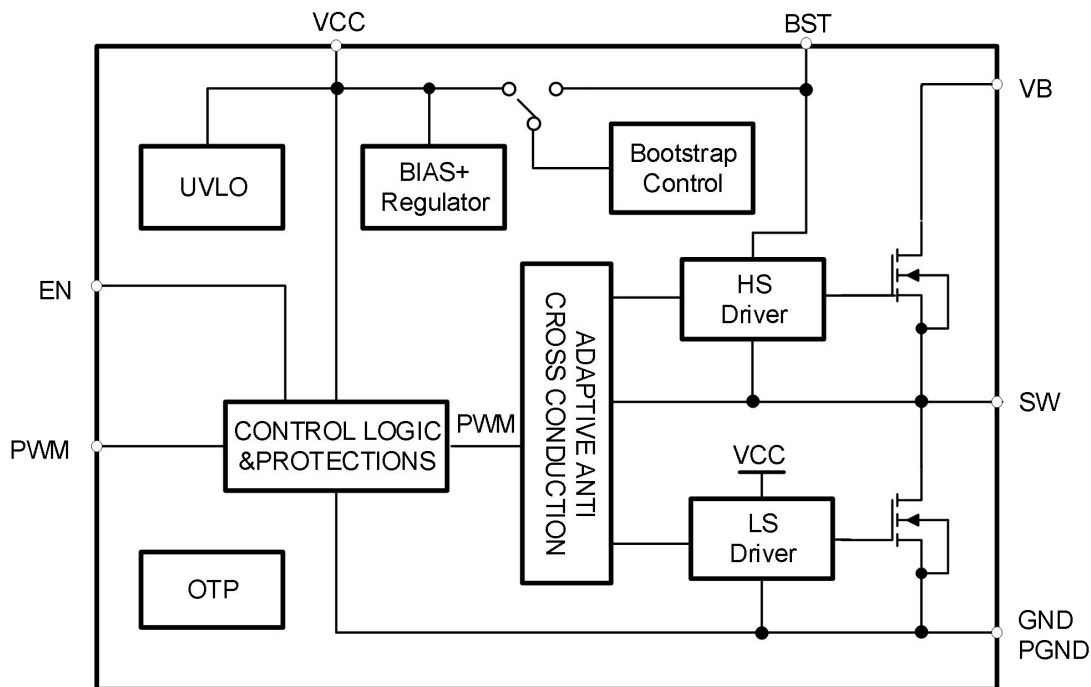 VCC
BST
VB
UVLO
BIAS+
Regulator
Bootstrap
Control
EN
HS
Driver
ADAPTIVE ANTI
CROSS CONDUCTION
SW
PWM
CONTROL LOGIC
&PROTECTIONS
PWM
VCC
LS
Driver
OTP
GND
PGND